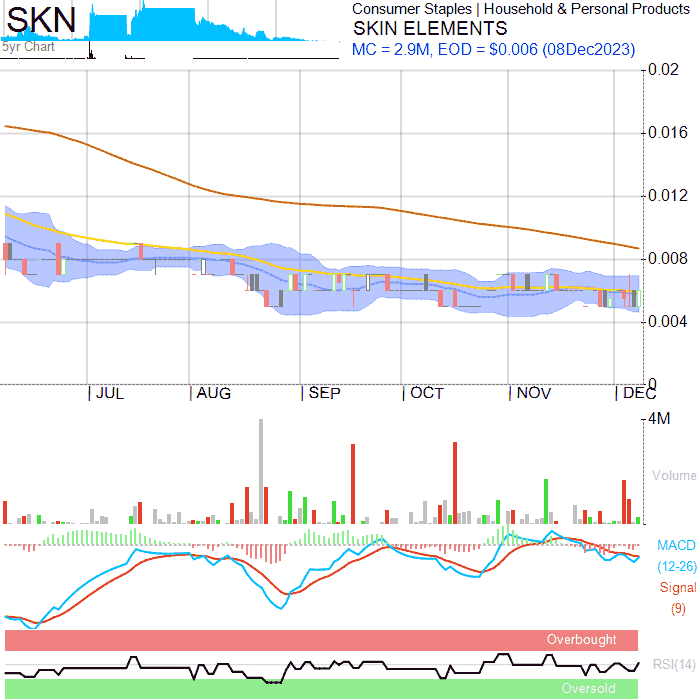 SKN
5yr Chart
Consumer Staples | Household & Personal Products
SKIN ELEMENTS
MC = 2.9M, EOD = $0.006 (08Dec2023)
0.02
0.016
0.012
0.008
0.004
0
JUL AUG SEP OCT NOV DEC
4M
Volume
MACD
(12-26)
Signal
(9)
Overbought
RSI(14)
Oversold